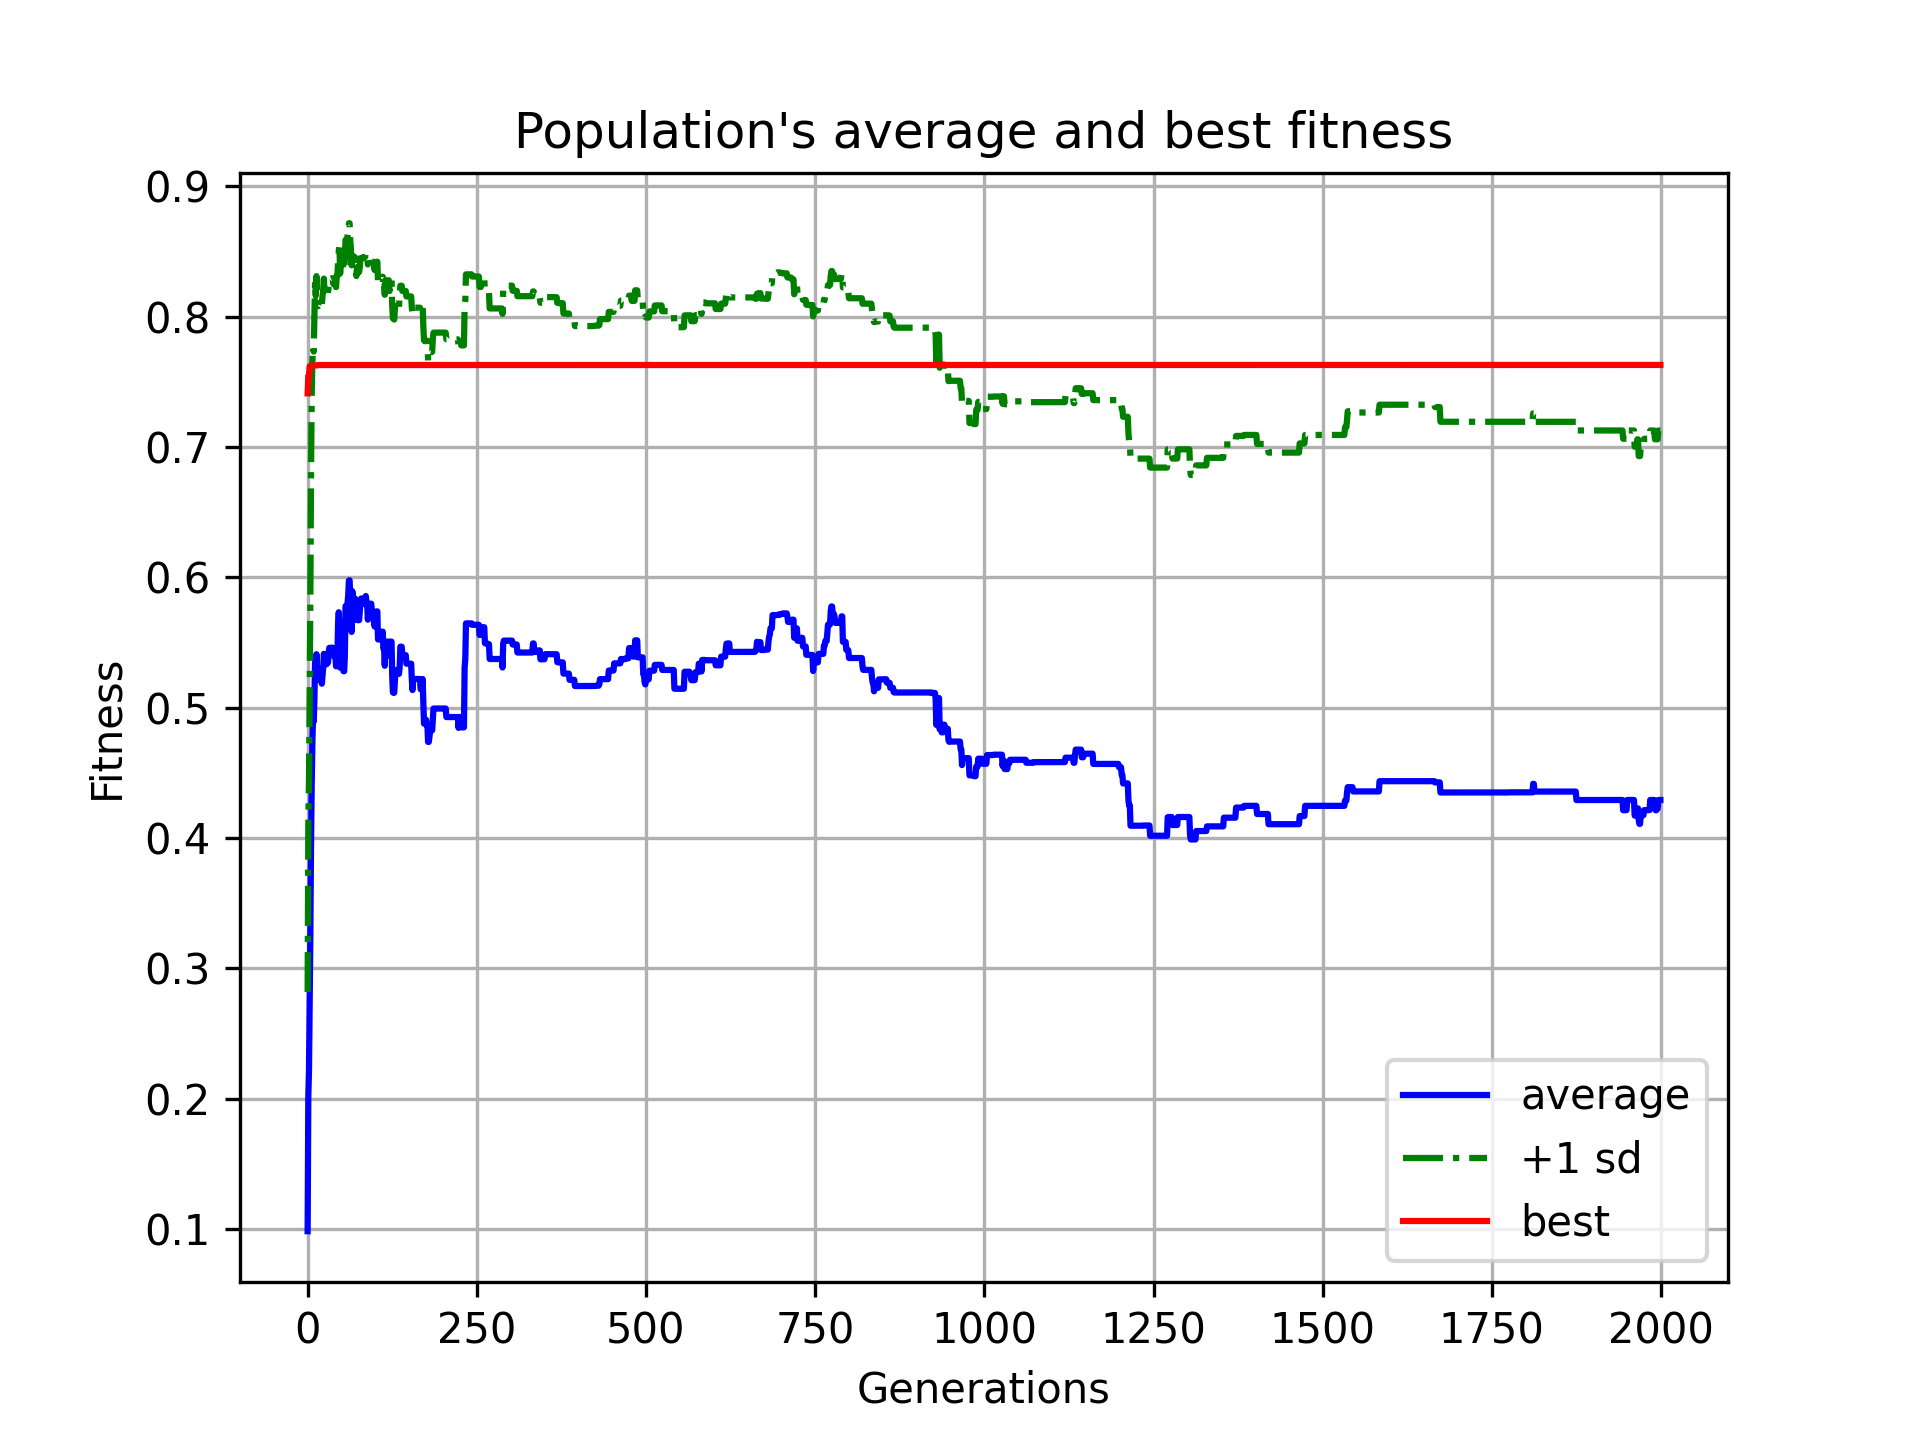 Population's average and best fitness
0.9
0.8
0.7
0.6
0.5
0.4
0.3
0.2
0.1
Fitness
average
+1 sd
best
0 250 500 750 1000 1250 1500 1750 2000
Generations